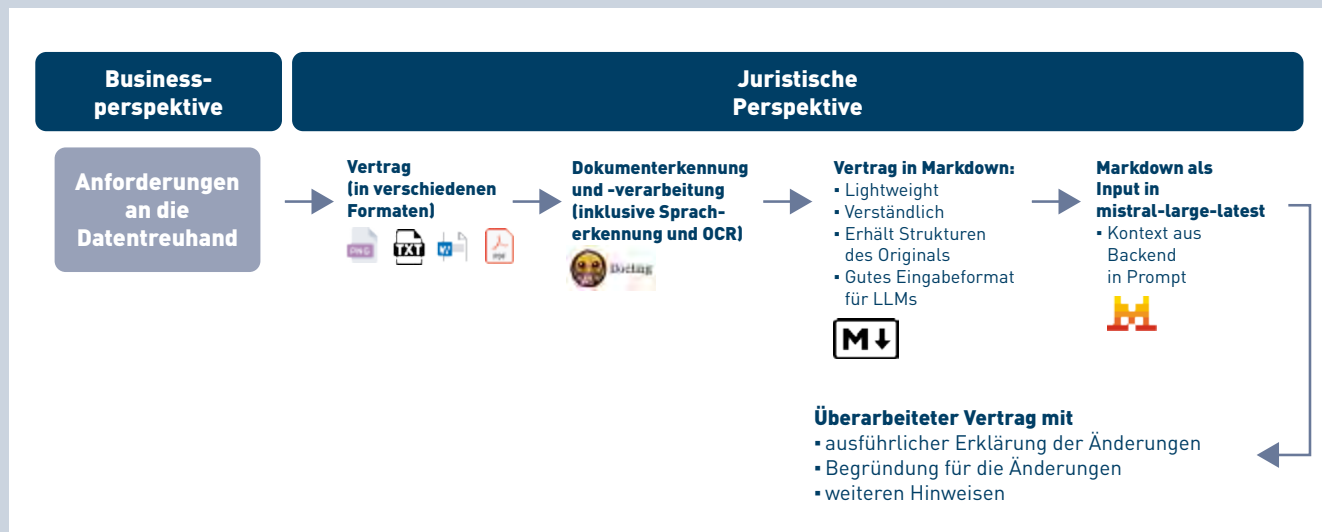 Business-
perspektive
Juristische
Perspektive
Anforderungen
an die
Datentreuhand
Vertrag
(in verschiedenen
Formaten)
PNG
TXT
W
PDF
Dokumenterkennung
und -verarbeitung
(inklusive Sprach-
erkennung und OCR)
Docling
Vertrag in Markdown:
▪ Lightweight
▪ Verständlich
▪ Erhält Strukturen
des Originals
▪ Gutes Eingabeformat
für LLMs
M
Markdown als
Input in
mistral-large-latest
▪ Kontext aus
Backend
in Prompt
Überarbeiteter Vertrag mit
▪ ausführlicher Erklärung der Änderungen
▪ Begründung für die Änderungen
▪ weiteren Hinweisen